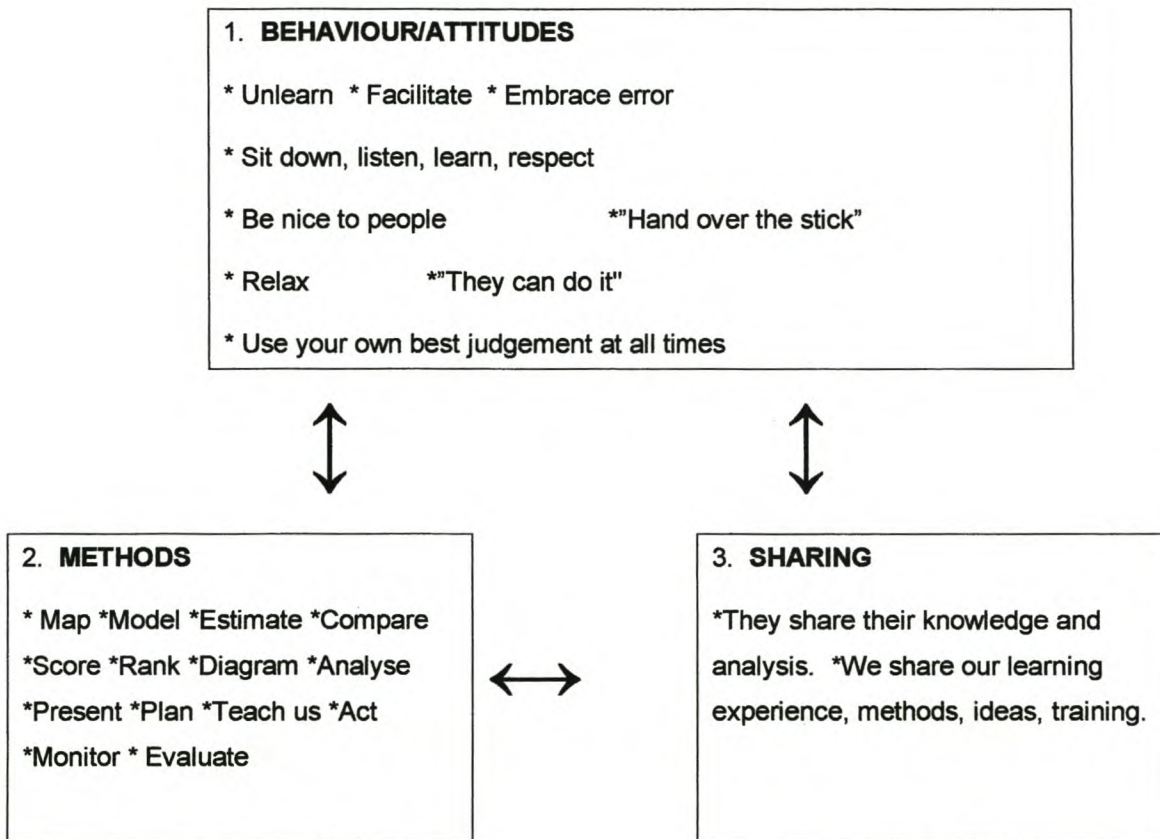 1. BEHAVIOUR/ATTITUDES
* Unlearn * Facilitate * Embrace error
* Sit down, listen, learn, respect
* Be nice to people *"Hand over the stick"
* Relax *"They can do it"
* Use your own best judgement at all times
2. METHODS
* Map *Model *Estimate *Compare
*Score *Rank *Diagram *Analyse
*Present *Plan *Teach us *Act
*Monitor * Evaluate
3. SHARING
*They share their knowledge and
analysis. *We share our learning
experience, methods, ideas, training.